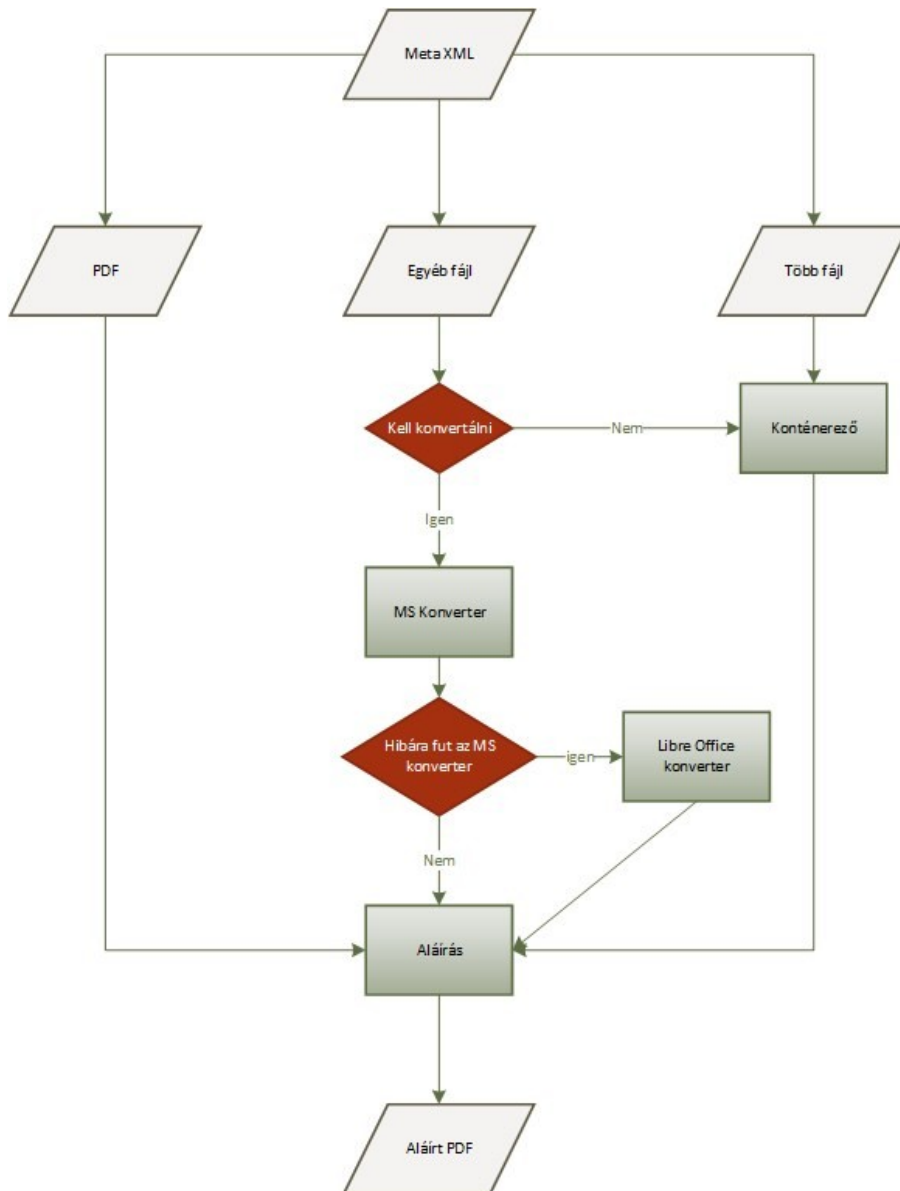 Meta XML
PDF
Egyéb fájl
Több fájl
Kell konvertálni
Nem
Konténerező
Igen
MS Konverter
Hibára fut az MS
konverter
igen
Libre Office
konverter
Nem
Aláírás
Aláírt PDF